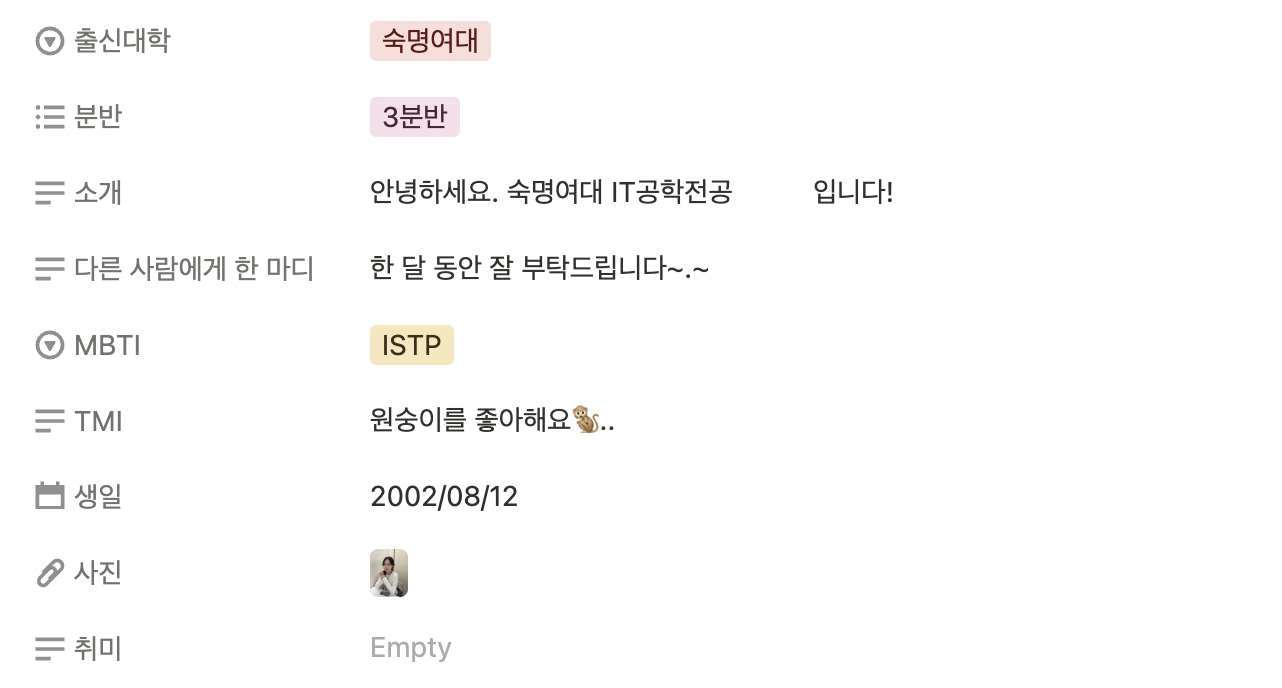 출신대학 숙명여대
분반 3분반
소개 안녕하세요. 숙명여대 IT공학전공 입니다!
다른 사람에게 한 마디 한 달 동안 잘 부탁드립니다~.~
MBTI ISTP
TMI 원숭이를 좋아해요🐒..
생일 2002/08/12
사진
취미 Empty